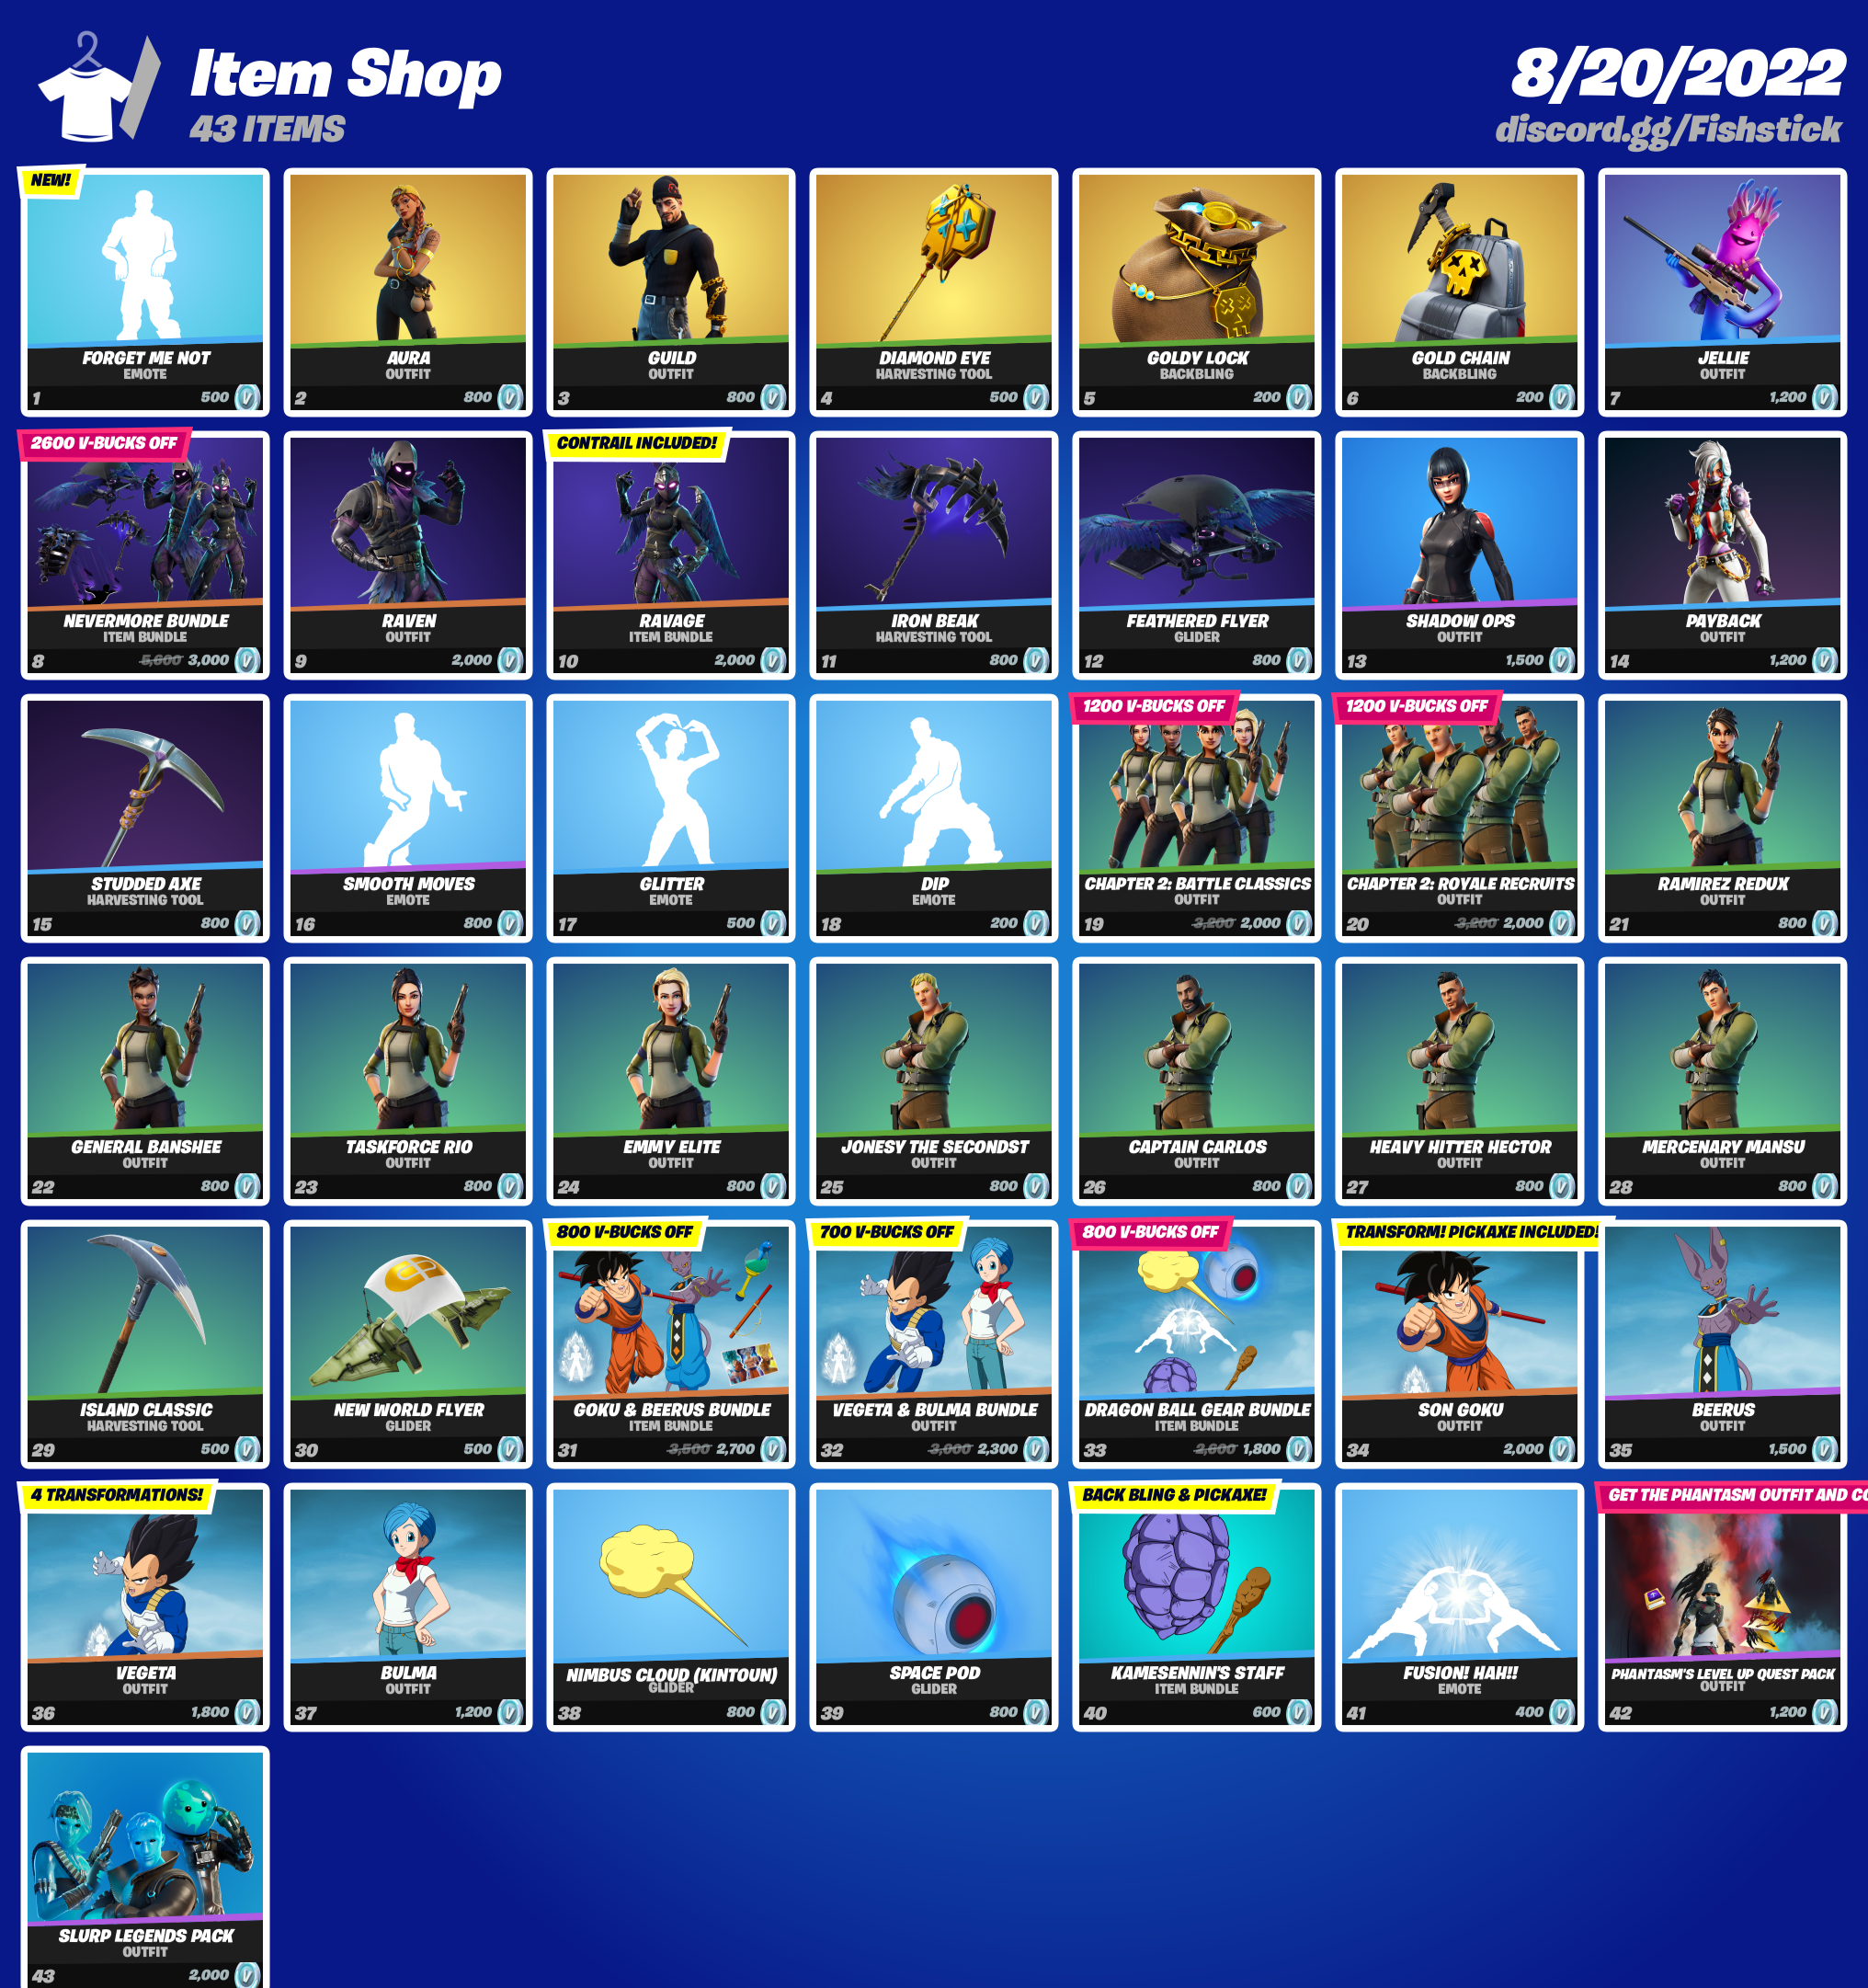 Item Shop
43 ITEMS
8/20/2022
discord.gg/Fishstick
NEW!
FORGET ME NOT
EMOTE
1 500
AURA
OUTFIT
2 800
GUILD
OUTFIT
3 800
DIAMOND EYE
HARVESTING TOOL
4 500
GOLDY LOCK
BACKBLING
5 200
GOLD CHAIN
BACKBLING
6 200
JELLIE
OUTFIT
7 1,200
2600 V-BUCKS OFF
NEVERMORE BUNDLE
ITEM BUNDLE
8 5,600 3,000
RAVEN
OUTFIT
9 2,000
CONTRAIL INCLUDED!
RAVAGE
ITEM BUNDLE
10 2,000
IRON BEAK
HARVESTING TOOL
11 800
FEATHERED FLYER
GLIDER
12 800
SHADOW OPS
OUTFIT
13 1,500
PAYBACK
OUTFIT
14 1,200
STUDDED AXE
HARVESTING TOOL
15 800
SMOOTH MOVES
EMOTE
16 800
GLITTER
EMOTE
17 500
DIP
EMOTE
18 200
1200 V-BUCKS OFF
CHAPTER 2: BATTLE CLASSICS
OUTFIT
19 3,200 2,000
1200 V-BUCKS OFF
CHAPTER 2: ROYALE RECRUITS
OUTFIT
20 3,200 2,000
RAMIREZ REDUX
OUTFIT
21 800
GENERAL BANSHEE
OUTFIT
22 800
TASKFORCE RIO
OUTFIT
23 800
EMMY ELITE
OUTFIT
24 800
JONESY THE SECONDST
OUTFIT
25 800
CAPTAIN CARLOS
OUTFIT
26 800
HEAVY HITTER HECTOR
OUTFIT
27 800
MERCENARY MANSU
OUTFIT
28 800
ISLAND CLASSIC
HARVESTING TOOL
29 500
NEW WORLD FLYER
GLIDER
30 500
800 V-BUCKS OFF
GOKU & BEERUS BUNDLE
ITEM BUNDLE
31 3,500 2,700
700 V-BUCKS OFF
VEGETA & BULMA BUNDLE
OUTFIT
32 3,000 2,300
800 V-BUCKS OFF
DRAGON BALL GEAR BUNDLE
ITEM BUNDLE
33 2,600 1,800
TRANSFORM! PICKAXE INCLUDED!
SON GOKU
OUTFIT
34 2,000
BEERUS
OUTFIT
35 1,500
4 TRANSFORMATIONS!
VEGETA
OUTFIT
36 1,800
BULMA
OUTFIT
37 1,200
NIMBUS CLOUD (KINTOUN)
GLIDER
38 800
SPACE POD
GLIDER
39 800
BACK BLING & PICKAXE!
KAMESENNIN'S STAFF
ITEM BUNDLE
40 600
FUSION! HAH!!
EMOTE
41 400
GET THE PHANTASM OUTFIT AND
PHANTASM'S LEVEL UP QUEST PACK
OUTFIT
42 1,200
SLURP LEGENDS PACK
OUTFIT
43 2,000